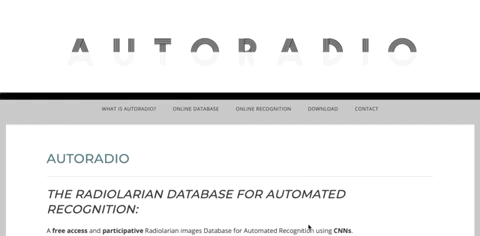 AUTORADIO
WHAT IS AUTORADIO? ONLINE DATABASE ONLINE RECOGNITION DOWNLOAD CONTACT
AUTORADIO
THE RADIOLARIAN DATABASE FOR AUTOMATED
RECOGNITION:
A free access and participative Radiolarian images Database for Automated Recognition using CNNs.